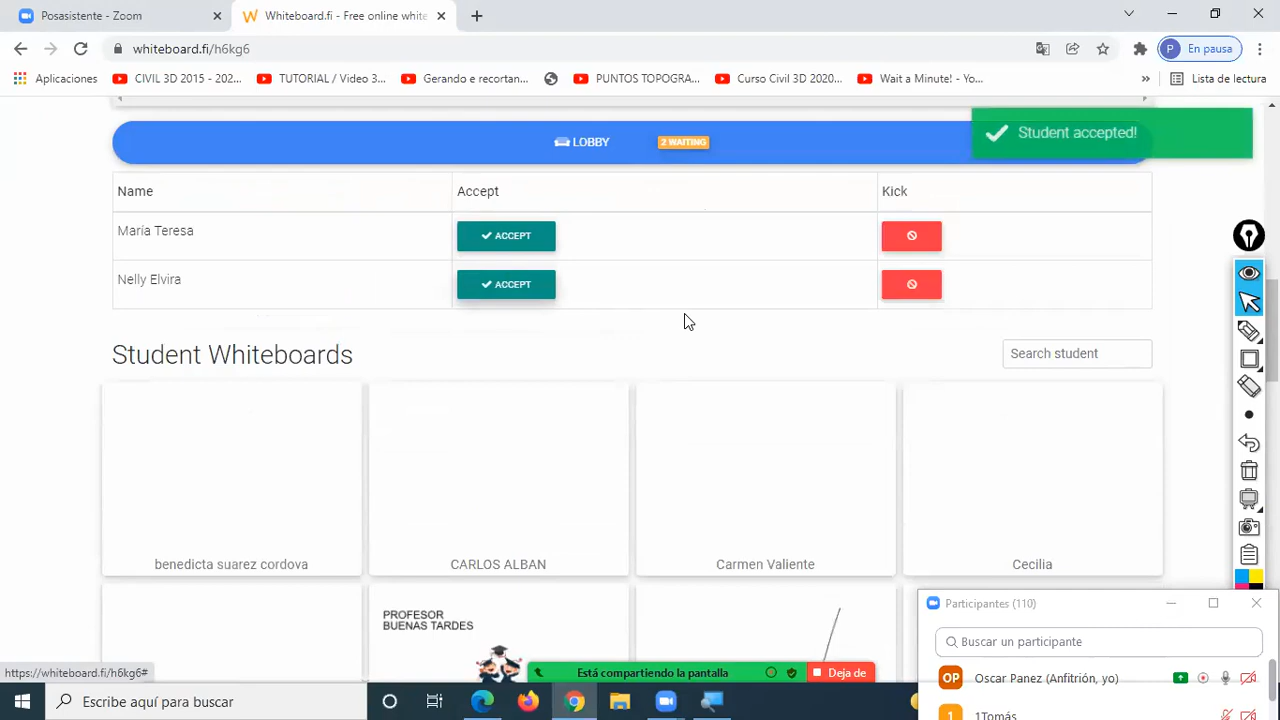 Posasistente - Zoom
Whiteboard.fi - Free online white
whiteboard.fi/h6kg6
P En pausa
Aplicaciones
CIVIL 3D 2015 - 202...
TUTORIAL / Video 3...
Gerando e recortan...
PUNTOS TOPOGRA...
Curso Civil 3D 2020...
Wait a Minute! - Yo...
»
Lista de lectura
LOBBY
2 WAITING
Student accepted!
Name
Accept
Kick
María Teresa
ACCEPT
Nelly Elvira
ACCEPT
Student Whiteboards
Search student
benedicta suarez cordova
CARLOS ALBAN
Carmen Valiente
Cecilia
PROFESOR
BUENAS TARDES
Participantes (110)
Buscar un participante
OP Oscar Panez (Anfitrión, yo)
1 1Tomás
https://whiteboard.fi/h6kg6#
Está compartiendo la pantalla
Deja de
Escribe aquí para buscar